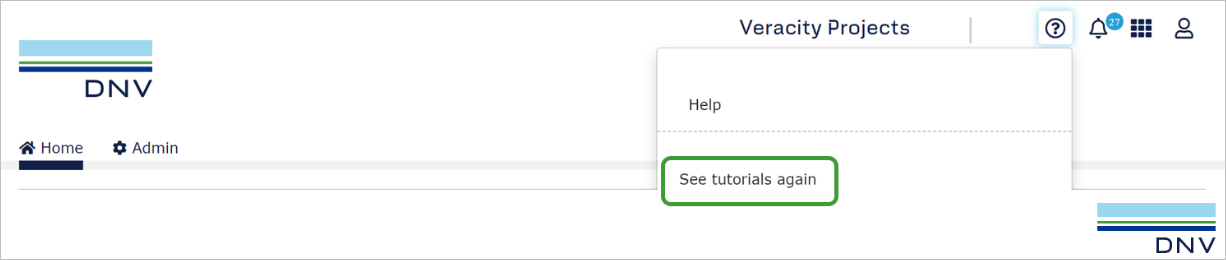 Veracity Projects
27
DNV
Help
Home
Admin
See tutorials again
DNV